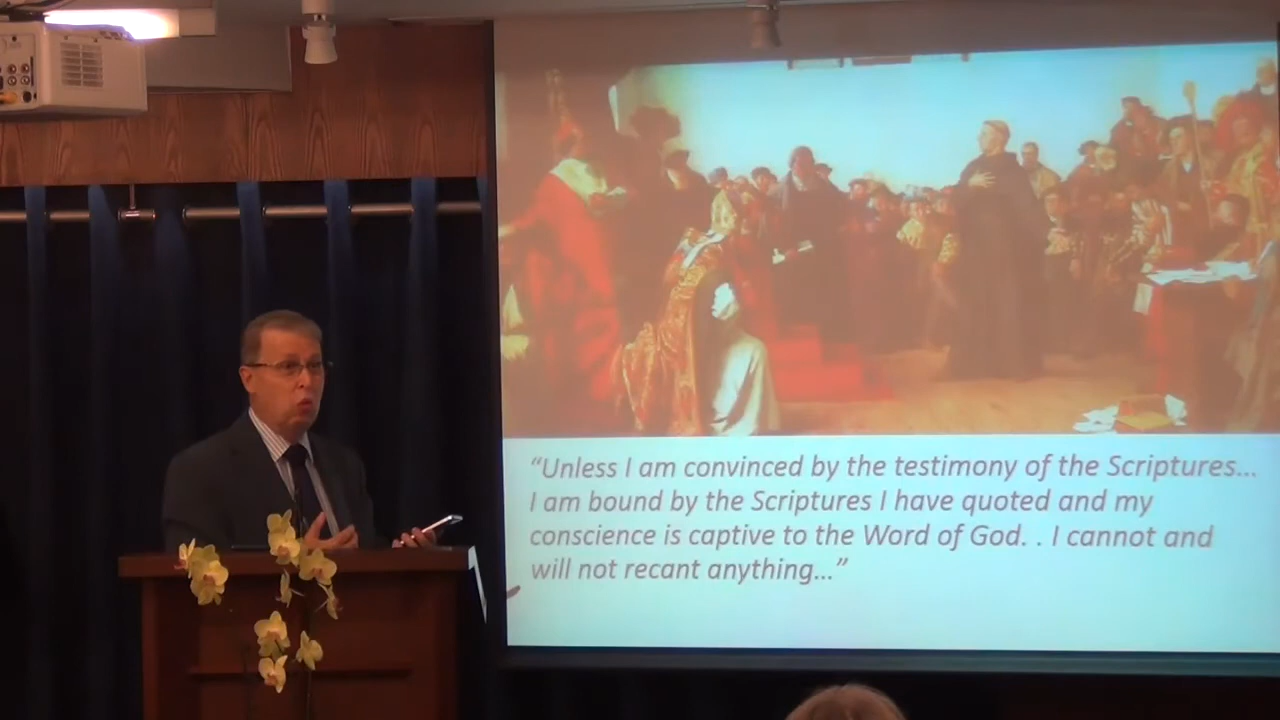 “Unless I am convinced by the testimony of the Scriptures...
I am bound by the Scriptures I have quoted and my
conscience is captive to the Word of God. . I cannot and
will not recant anything...”